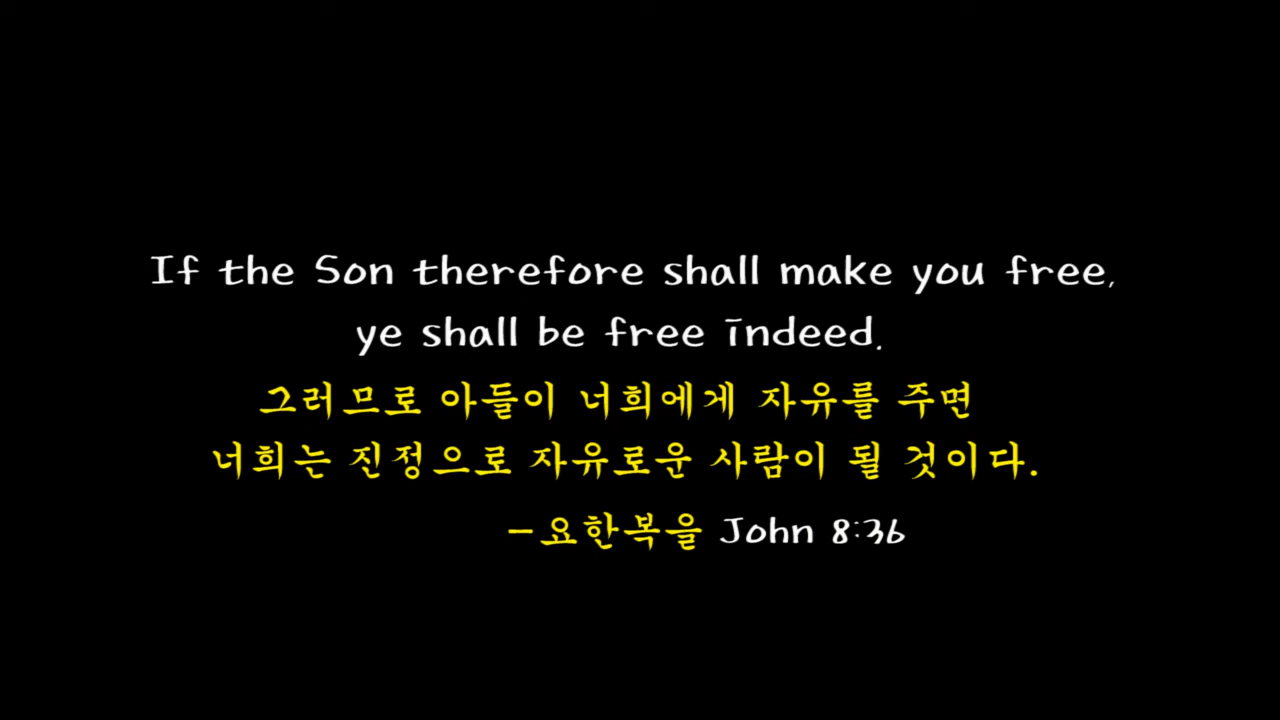 If the Son therefore shall make you free,
ye shall be free indeed.
그러므로 아들이 너희에게 자유를 주면
너희는 진정으로 자유로운 사람이 될 것이다.
-요한복을 John 8:36